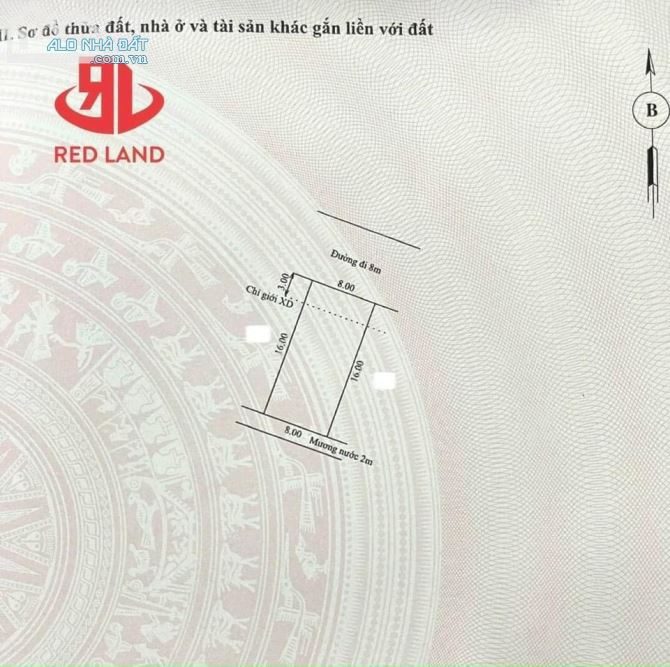 II. Sơ đồ thửa đất, nhà ở và tài sản khác gắn liền với đất
ALO NHÀ ĐẤT
.com.vn
RL
RED LAND
B
Đường đi 8m
3.00
8.00
Chỉ giới XD
16.00
16.00
8.00 Mương nước 2m